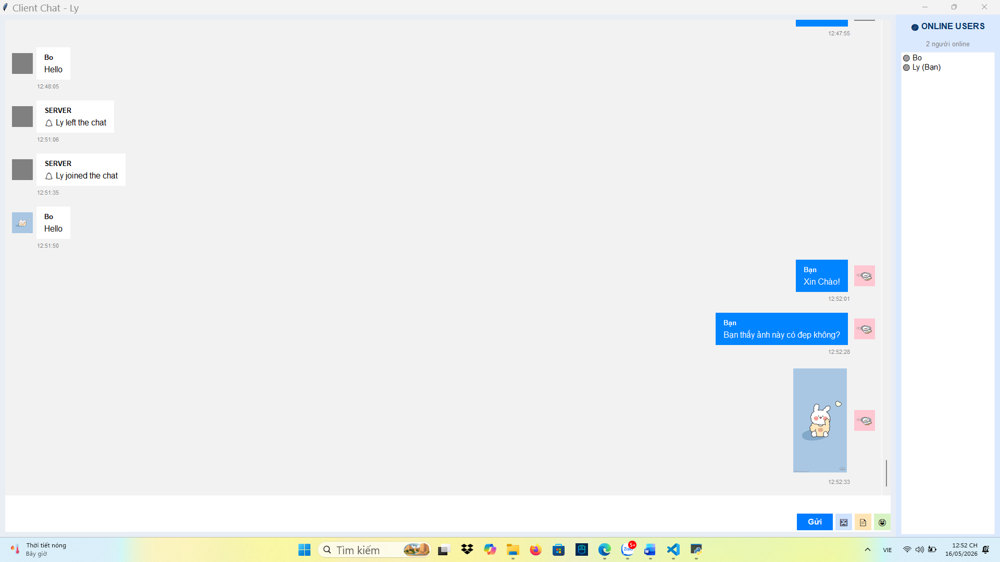 Client Chat - Ly
12:47:55
Bo
Hello
12:48:05
SERVER
Ly left the chat
12:51:06
SERVER
Ly joined the chat
12:51:35
Bo
Hello
12:51:50
Bạn
Xin Chào!
12:52:01
Bạn
Bạn thấy ảnh này có đẹp không?
12:52:28
12:52:33
Gửi
ONLINE USERS
2 người online
Bo
Ly (Bạn)
Thời tiết nóng
Bây giờ
Tìm kiếm
Zalo
5+
VIE
12:52 CH
16/05/2026